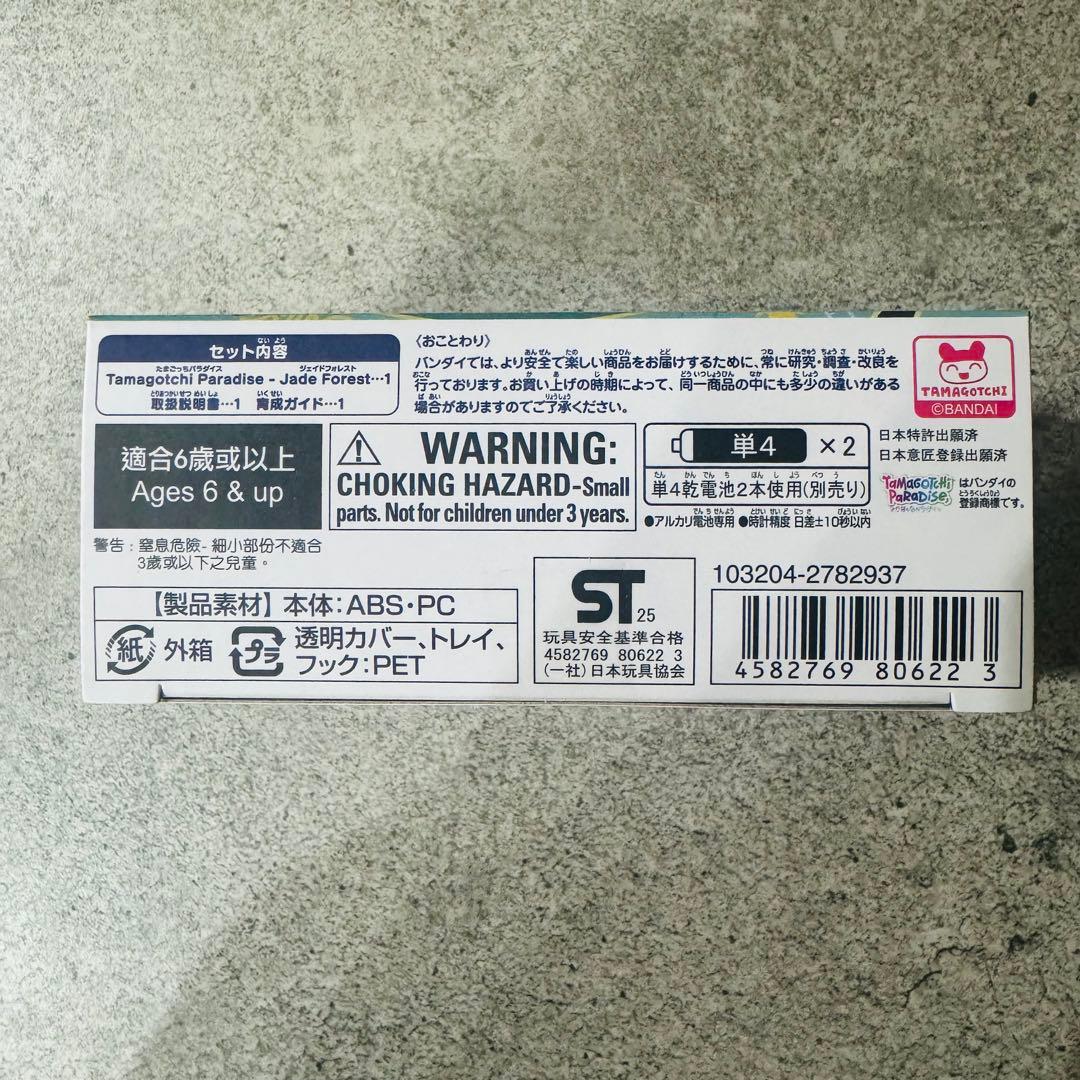 セット内容
Tamagotchi Paradise - Jade Forest…1
取扱説明書…1 育成ガイド…1
〈おことわり〉
バンダイでは、より安全で楽しい商品をお届けするために、常に研究・調査・改良を
行っております。お買い上げの時期によって、同一商品の中にも多少の違いがある
場合がありますのでご了承ください。
TAMAGOTCHI
©BANDAI
適合6歲或以上
Ages 6 & up
警告：窒息危險- 細小部份不適合
3歲或以下之兒童。
WARNING:
CHOKING HAZARD-Small
parts. Not for children under 3 years.
単4 ×2
単4乾電池2本使用(別売り)
●アルカリ電池専用 ●時計精度 日差±10秒以内
日本特許出願済
日本意匠登録出願済
TAMAGOTCHI PARADISE はバンダイの
登録商標です。
【製品素材】本体：ABS・PC
紙 外箱
プラ 透明カバー、トレイ、
フック：PET
ST 25
玩具安全基準合格
4582769 80622 3
(一社)日本玩具協会
103204-2782937
4582769 80622 3